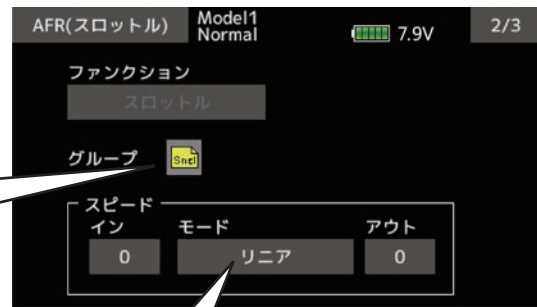 AFR(スロットル) Model1 Normal 7.9V 2/3
ファンクション
スロットル
グループ Sngl
スピード
イン モード アウト
0 リニア 0